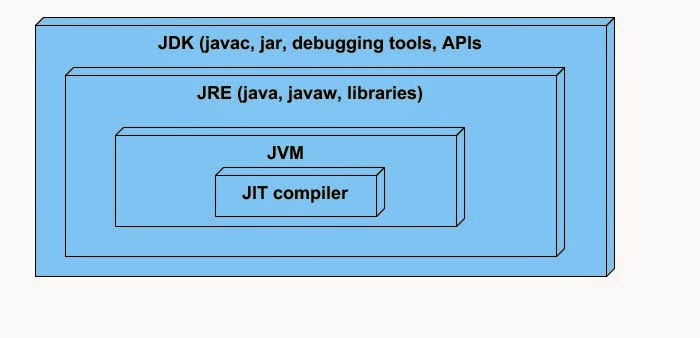 JDK (javac, jar, debugging tools, APIs
JRE (java, javaw, libraries)
JVM
JIT compiler